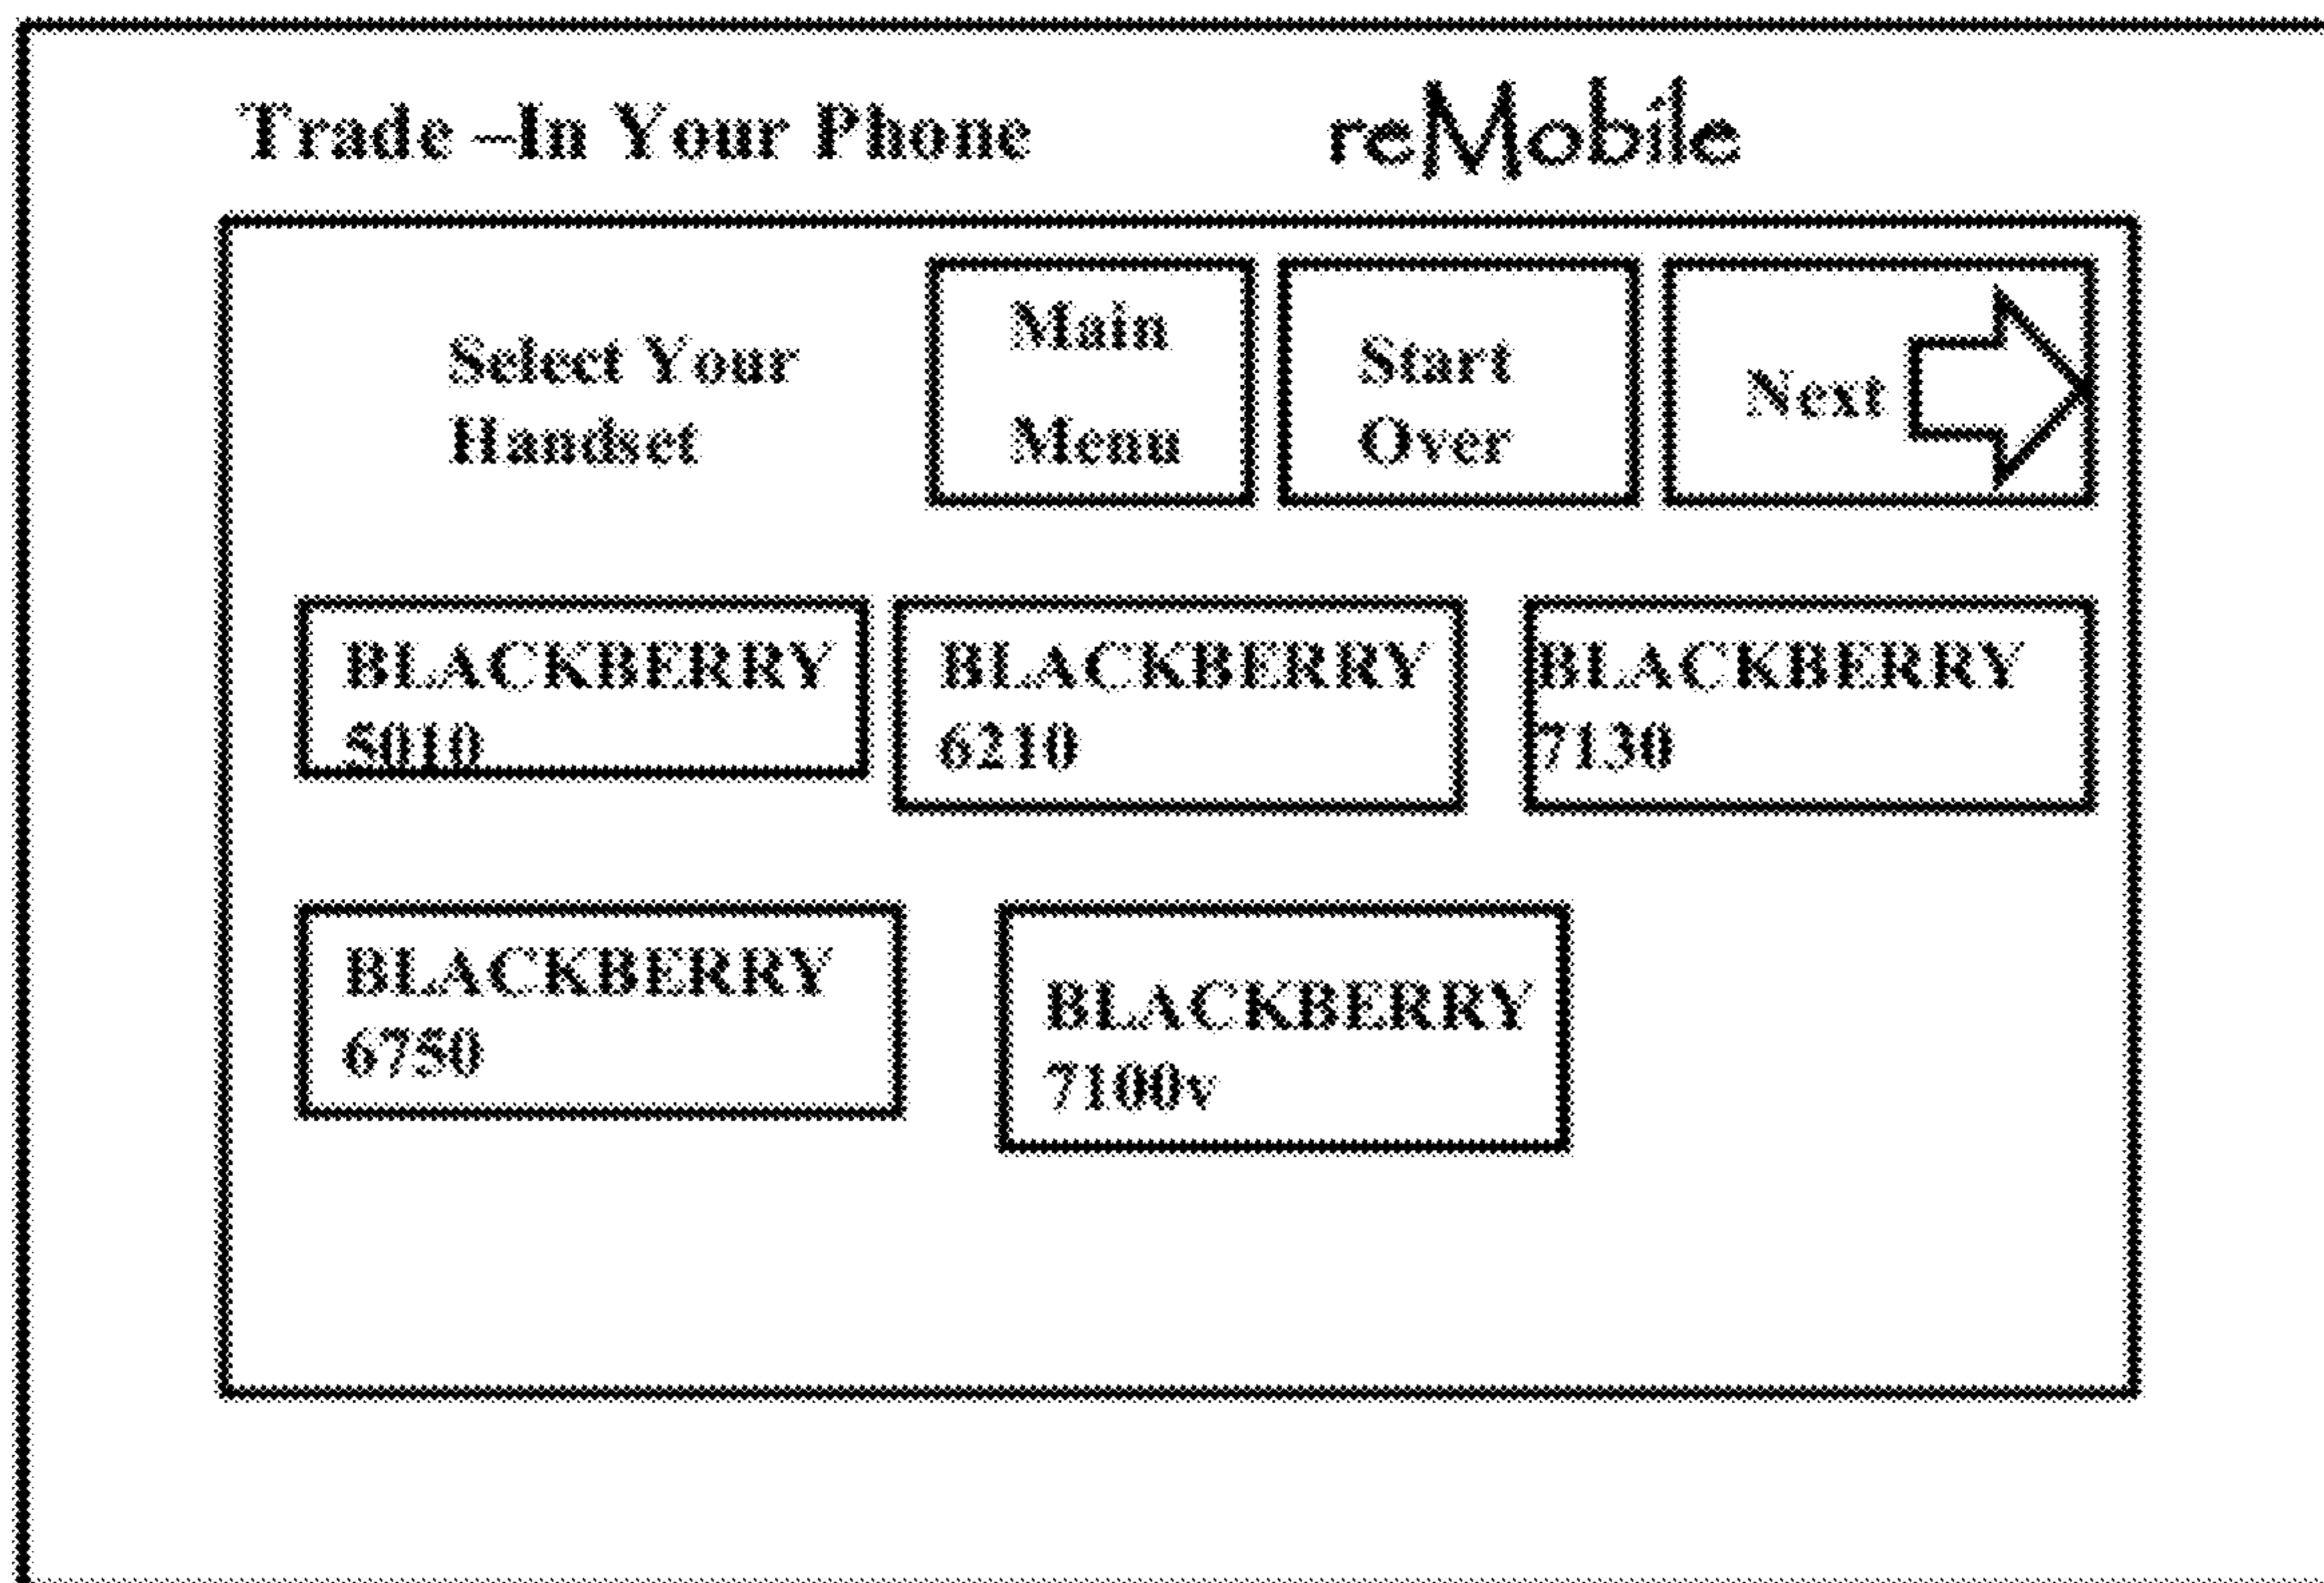 Trade –In Your Phone
reMobile
Select Your
Handset
Main
Menu
Start
Over
Next
BLACKBERRY
5010
BLACKBERRY
6210
BLACKBERRY
7130
BLACKBERRY
6750
BLACKBERRY
7100v